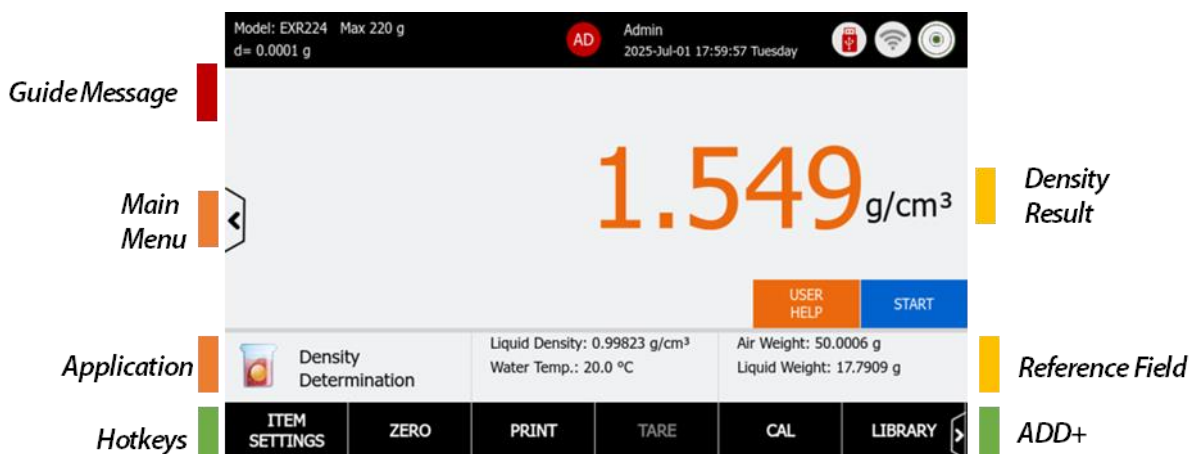 Model: EXR224 Max 220 g
d= 0.0001 g
AD
Admin
2025-Jul-01 17:59:57 Tuesday
Guide Message
Main
Menu
1.549 g/cm³
Density
Result
USER
HELP
START
Application
Density
Determination
Liquid Density: 0.99823 g/cm³
Water Temp.: 20.0 °C
Air Weight: 50.0006 g
Liquid Weight: 17.7909 g
Reference Field
Hotkeys
ITEM
SETTINGS
ZERO
PRINT
TARE
CAL
LIBRARY
ADD+